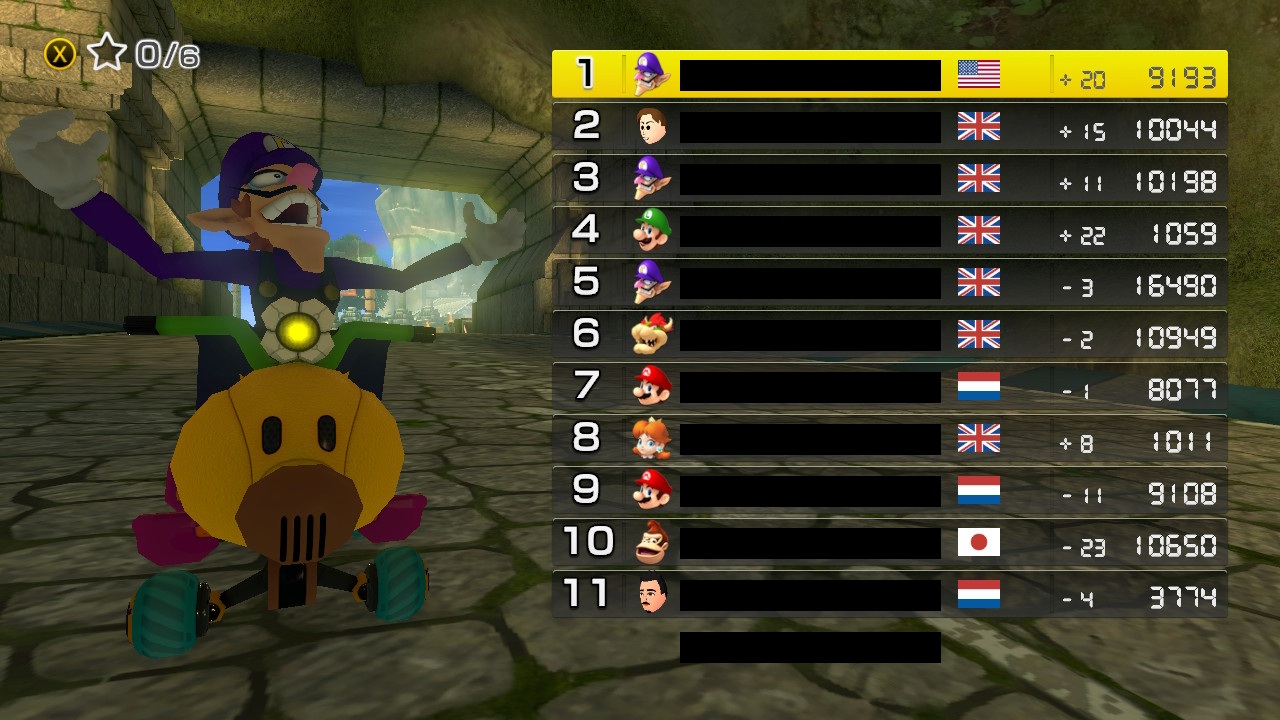 X 0/6
1 + 20 9193
2 + 15 10044
3 + 11 10198
4 + 22 1059
5 - 3 16490
6 - 2 10949
7 - 1 8077
8 + 8 1011
9 - 11 9108
10 - 23 10650
11 - 4 3774